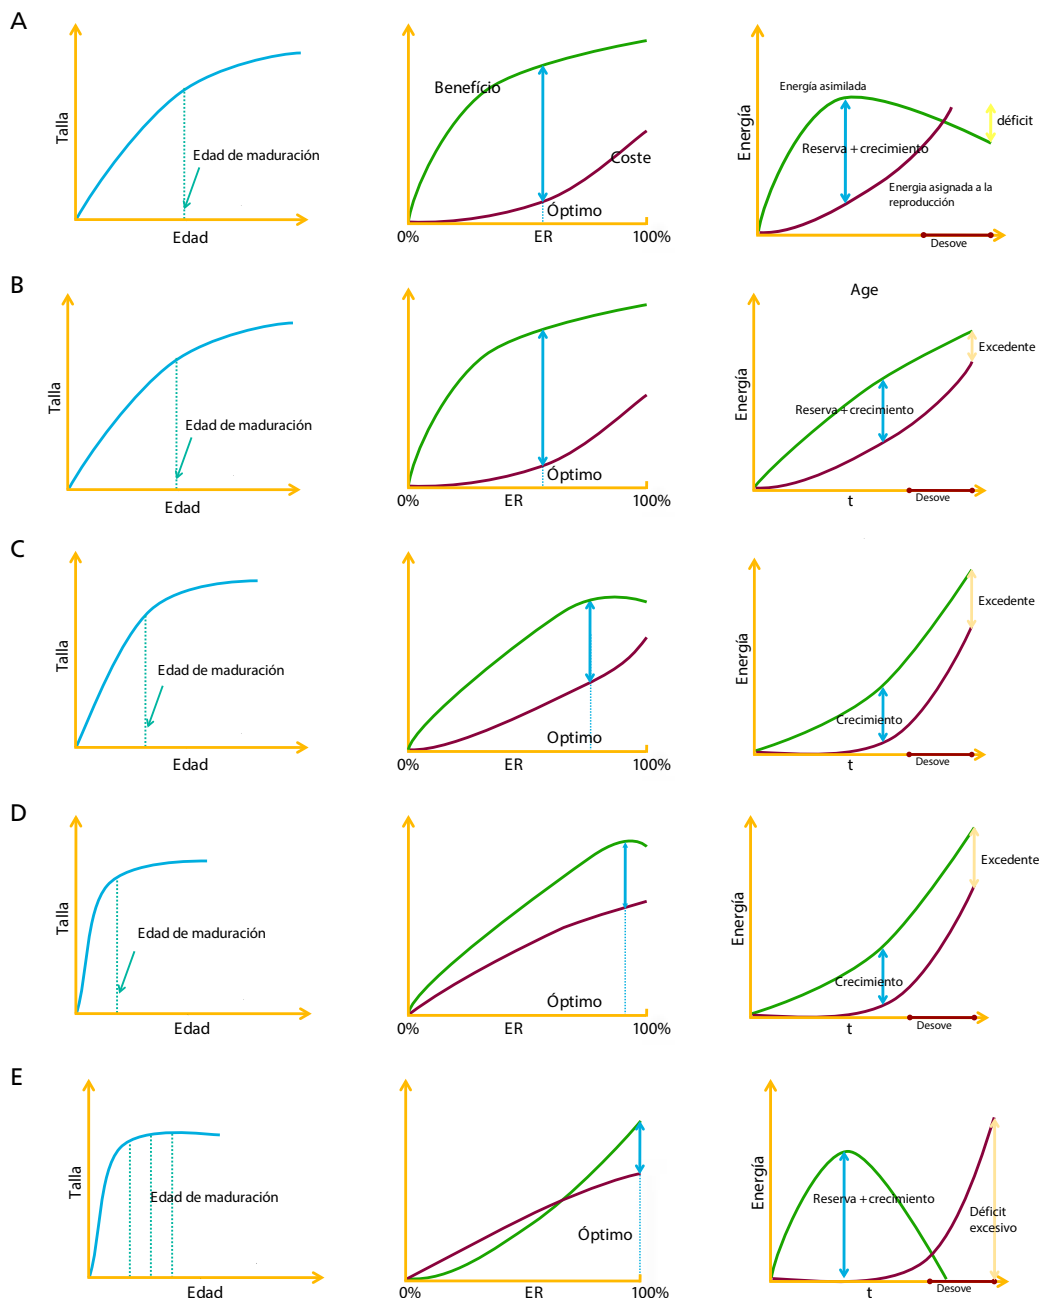 A
Talla
Edad de maduración
Edad
Benefício
Coste
Óptimo
0%
ER
100%
Energía
Energía asimilada
déficit
Reserva + crecimiento
Energia asignada a la
reproducción
Desove
Age
B
Talla
Edad de maduración
Edad
Óptimo
0%
ER
100%
Energía
Excedente
Reserva + crecimiento
t
Desove
C
Talla
Edad de maduración
Edad
Optimo
0%
ER
100%
Energía
Excedente
Crecimiento
t
Desove
D
Talla
Edad de maduración
Edad
Óptimo
0%
ER
100%
Energía
Excedente
Crecimiento
t
Desove
E
Talla
Edad de maduración
Edad
Óptimo
0%
ER
100%
Energía
Reserva + crecimiento
Déficit
excesivo
t
Desove